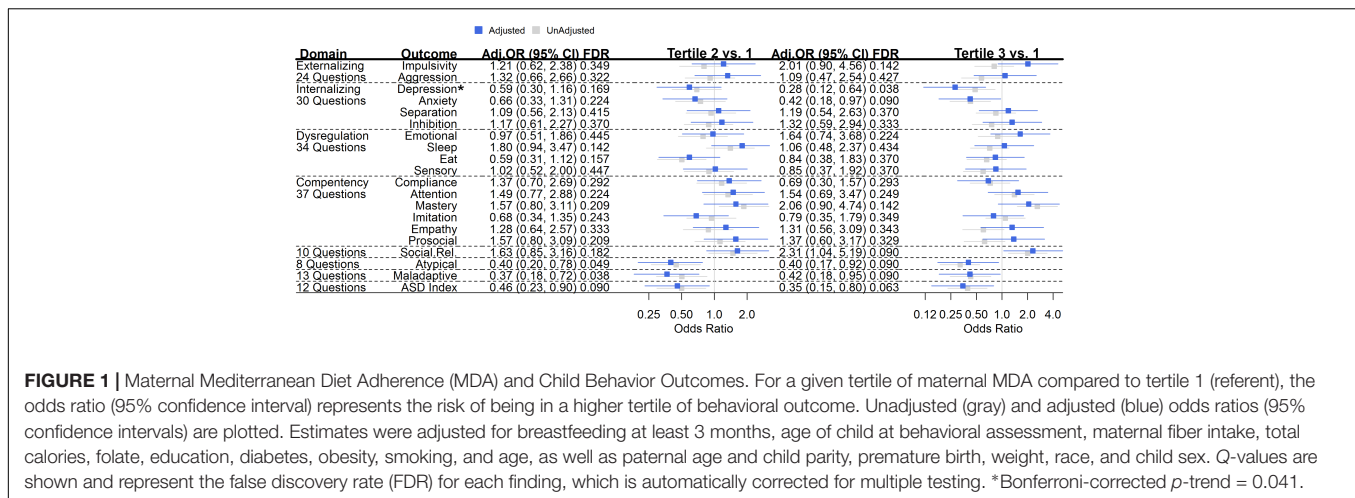 Adjusted UnAdjusted
Domain Outcome Adj.OR (95% CI) FDR Tertile 2 vs. 1 Adj.OR (95% CI) FDR Tertile 3 vs. 1
Externalizing Impulsivity 1.21 (0.62, 2.38) 0.349 2.01 (0.90, 4.56) 0.142
24 Questions Aggression 1.32 (0.66, 2.66) 0.322 1.09 (0.47, 2.54) 0.427
Internalizing Depression* 0.59 (0.30, 1.16) 0.169 0.28 (0.12, 0.64) 0.038
30 Questions Anxiety 0.66 (0.33, 1.31) 0.224 0.42 (0.18, 0.97) 0.090
Separation 1.09 (0.56, 2.13) 0.415 1.19 (0.54, 2.63) 0.370
Inhibition 1.17 (0.61, 2.27) 0.370 1.32 (0.59, 2.94) 0.333
Dysregulation Emotional 0.97 (0.51, 1.86) 0.445 1.64 (0.74, 3.68) 0.224
34 Questions Sleep 1.80 (0.94, 3.47) 0.142 1.06 (0.48, 2.37) 0.434
Eat 0.59 (0.31, 1.12) 0.157 0.84 (0.38, 1.83) 0.370
Sensory 1.02 (0.52, 2.00) 0.447 0.85 (0.37, 1.92) 0.370
Competency Compliance 1.37 (0.70, 2.69) 0.292 0.69 (0.30, 1.57) 0.293
37 Questions Attention 1.49 (0.77, 2.88) 0.224 1.54 (0.69, 3.47) 0.249
Mastery 1.57 (0.80, 3.11) 0.209 2.06 (0.90, 4.74) 0.142
Imitation 0.68 (0.34, 1.35) 0.243 0.79 (0.35, 1.79) 0.349
Empathy 1.28 (0.64, 2.57) 0.333 1.31 (0.56, 3.09) 0.343
Prosocial 1.57 (0.80, 3.09) 0.209 1.37 (0.60, 3.17) 0.329
10 Questions Social.Rel. 1.63 (0.85, 3.16) 0.182 2.31 (1.04, 5.19) 0.090
8 Questions Atypical 0.40 (0.20, 0.78) 0.049 0.40 (0.17, 0.92) 0.090
13 Questions Maladaptive 0.37 (0.18, 0.72) 0.038 0.42 (0.18, 0.95) 0.090
12 Questions ASD Index 0.46 (0.23, 0.90) 0.090 0.35 (0.15, 0.80) 0.063
0.25 0.50 1.0 2.0 0.12 0.25 0.50 1.0 2.0 4.0
Odds Ratio Odds Ratio
FIGURE 1 | Maternal Mediterranean Diet Adherence (MDA) and Child Behavior Outcomes. For a given tertile of maternal MDA compared to tertile 1 (referent), the
odds ratio (95% confidence interval) represents the risk of being in a higher tertile of behavioral outcome. Unadjusted (gray) and adjusted (blue) odds ratios (95%
confidence intervals) are plotted. Estimates were adjusted for breastfeeding at least 3 months, age of child at behavioral assessment, maternal fiber intake, total
calories, folate, education, diabetes, obesity, smoking, and age, as well as paternal age and child parity, premature birth, weight, race, and child sex. Q-values are
shown and represent the false discovery rate (FDR) for each finding, which is automatically corrected for multiple testing. *Bonferroni-corrected p-trend = 0.041.